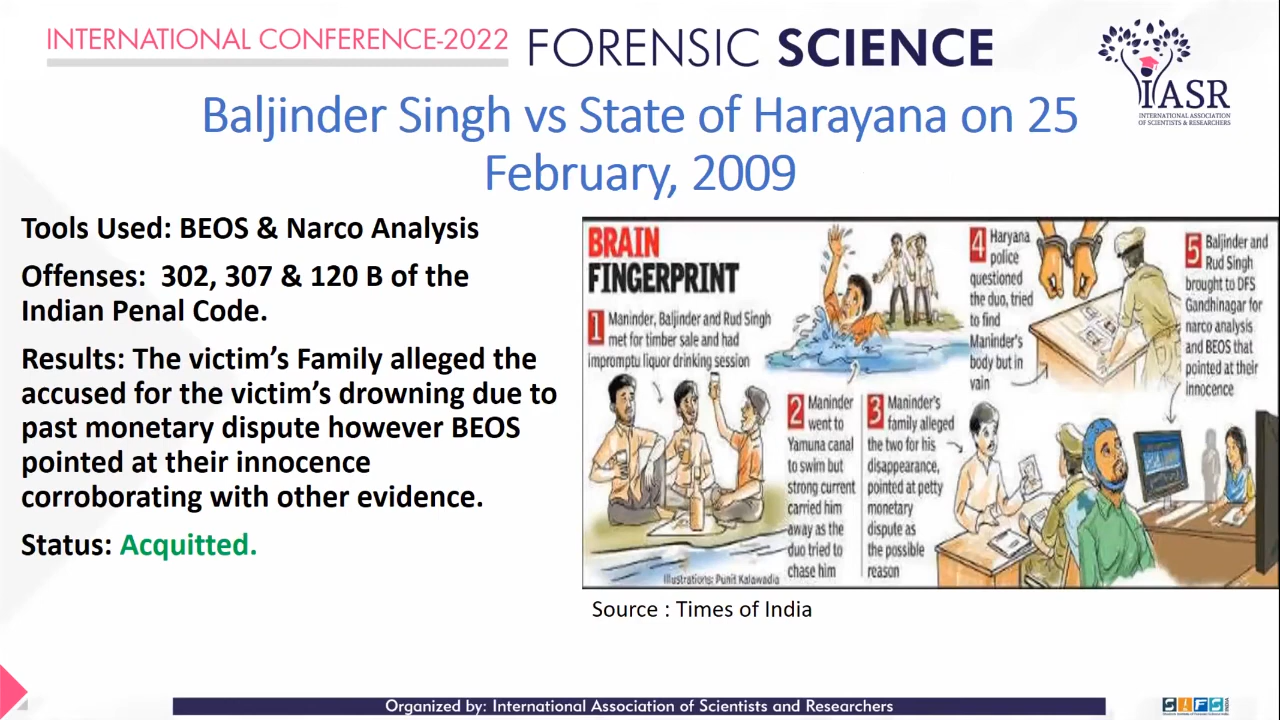 INTERNATIONAL CONFERENCE-2022 FORENSIC SCIENCE
IASR
INTERNATIONAL ASSOCIATION
OF SCIENTISTS & RESEARCHERS
Baljinder Singh vs State of Harayana on 25
February, 2009
Tools Used: BEOS & Narco Analysis
Offenses: 302, 307 & 120 B of the
Indian Penal Code.
Results: The victim's Family alleged the
accused for the victim's drowning due to
past monetary dispute however BEOS
pointed at their innocence
corroborating with other evidence.
Status: Acquitted.
BRAIN
FINGERPRINT
1 Maninder, Baljinder and Rud Singh
met for timber sale and had
impromptu liquor drinking session
2 Maninder
went to
Yamuna canal
to swim but
strong current
carried him
away as the
duo tried to
chase him
3 Maninder's
family alleged
the two for his
disappearance,
pointed at petty
monetary
dispute as
the possible
reason
4 Haryana
police
questioned
the duo, tried
to find
Maninder's
body but in
vain
5 Baljinder and
Rud Singh
brought to DFS
Gandhinagar for
narco analysis
and BEOS that
pointed at their
innocence
Illustrations: Punit Kalawadia
Source : Times of India
Organized by: International Association of Scientists and Researchers
SIFS
INDIA